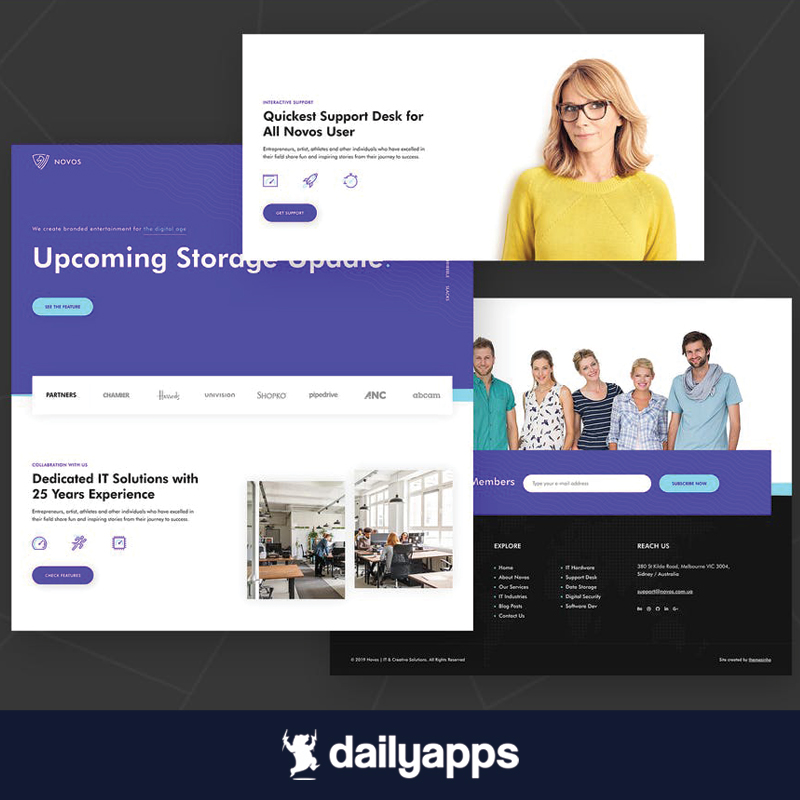 INTERACTIVE SUPPORT
Quickest Support Desk for
All Novos User
Entrepreneurs, artist, athletes and other individuals who have excelled in
their field share fun and inspiring stories from their journey to success.
GET SUPPORT
NOVOS
We create branded entertainment for the digital age
Upcoming Storage Update.
SEE THE FEATURE
PARTNERS
CHAMBER
Harrods
univision
SHOPKO
pipedrive
ANC
abcam
COLLABRATION WITH US
Dedicated IT Solutions with
25 Years Experience
Entrepreneurs, artist, athletes and other individuals who have excelled in
their field share fun and inspiring stories from their journey to success.
CHECK FEATURES
Members
Type your e-mail address
SUBSCRIBE NOW
EXPLORE
Home
About Novos
Our Services
IT Industries
Blog Posts
Contact Us
IT Hardware
Support Desk
Data Storage
Digital Security
Software Dev
REACH US
380 St Kilda Road, Melbourne VIC 3004,
Sidney / Australia
support@novos.com.ua
© 2019 Novos | IT & Creative Solutions. All Rights Reserved
Site created by
dailyapps